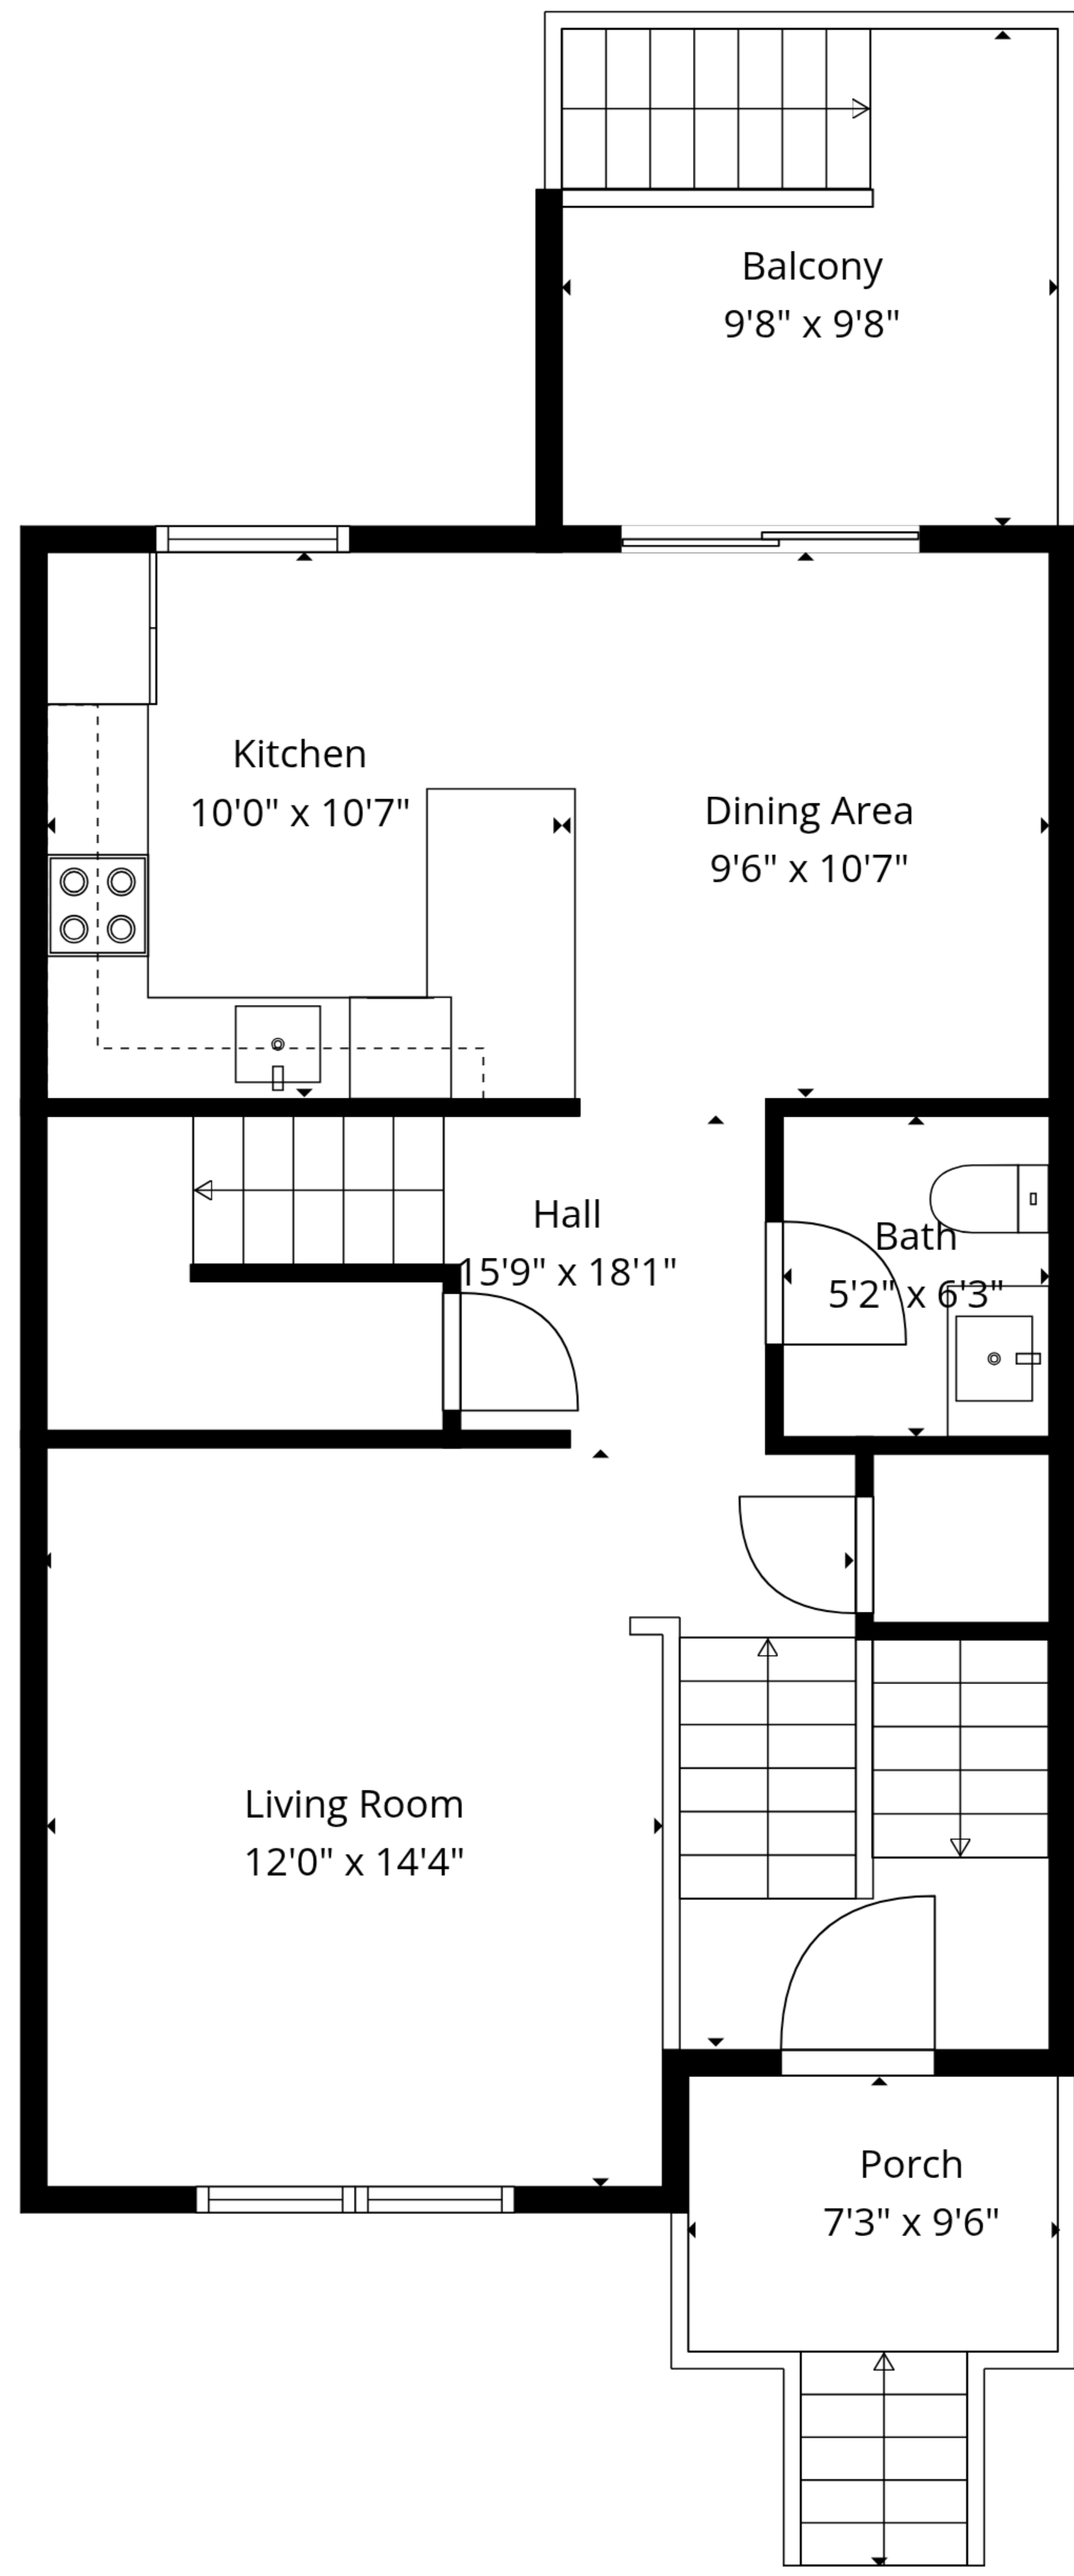 Balcony
9'8" x 9'8"
Kitchen
10'0" x 10'7"
Dining Area
9'6" x 10'7"
Hall
15'9" x 18'1"
Bath
5'2" x 6'3"
Living Room
12'0" x 14'4"
Porch
7'3" x 9'6"